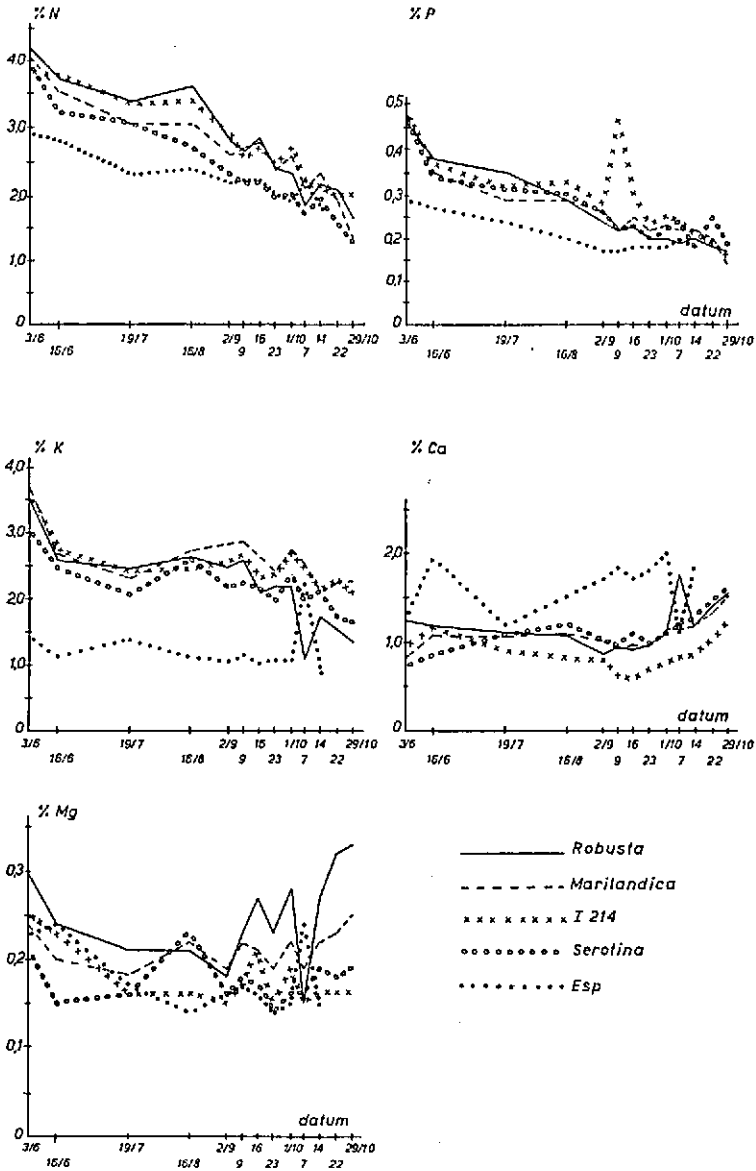 % N
4,0
3,0
2,0
1,0
0
3/6 19/7 16/8 2/9 16 1/10 14 29/10
16/6 9 23 7 22
% P
0,5
0,4
0,3
0,2
0,1
0
datum
3/6 19/7 16/8 2/9 16 1/10 14 29/10
16/6 9 23 7 22
% K
4,0
3,0
2,0
1,0
0
3/6 19/7 16/8 2/9 16 1/10 14 29/10
16/6 9 23 7 22
% Ca
2,0
1,0
0
datum
3/6 19/7 16/8 2/9 16 1/10 14 29/10
16/6 9 23 7 22
% Mg
0,3
0,2
0,1
0
datum
3/6 19/7 16/8 2/9 16 1/10 14 29/10
16/6 9 23 7 22
Robusta
Marilandica
I 214
Serotina
Esp